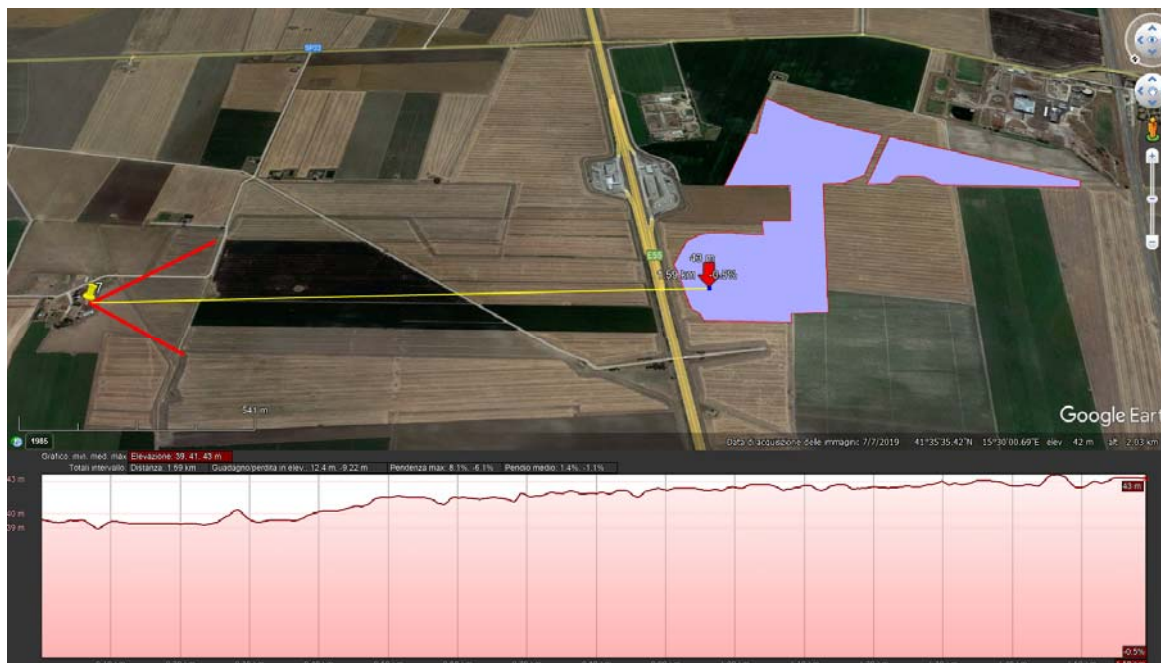 SP22
E55
7
43 m
1.59 km -0.5%
541 m
Google Eart
1985
Data di acquisizione delle immagini: 7/7/2019 41°35'35.42"N 15°30'00.69"E elev 42 m alt 2.03 km
Grafico: min, med, max Elevazione: 39, 41, 43 m
Totali intervallo: Distanza: 1.59 km Guadagno/perdita in elev.: 12.4 m, -9.22 m Pendenza max: 8.1%, -6.1% Pendio medio: 1.4%, -1.1%
43 m
43 m
40 m
39 m
-0.5%